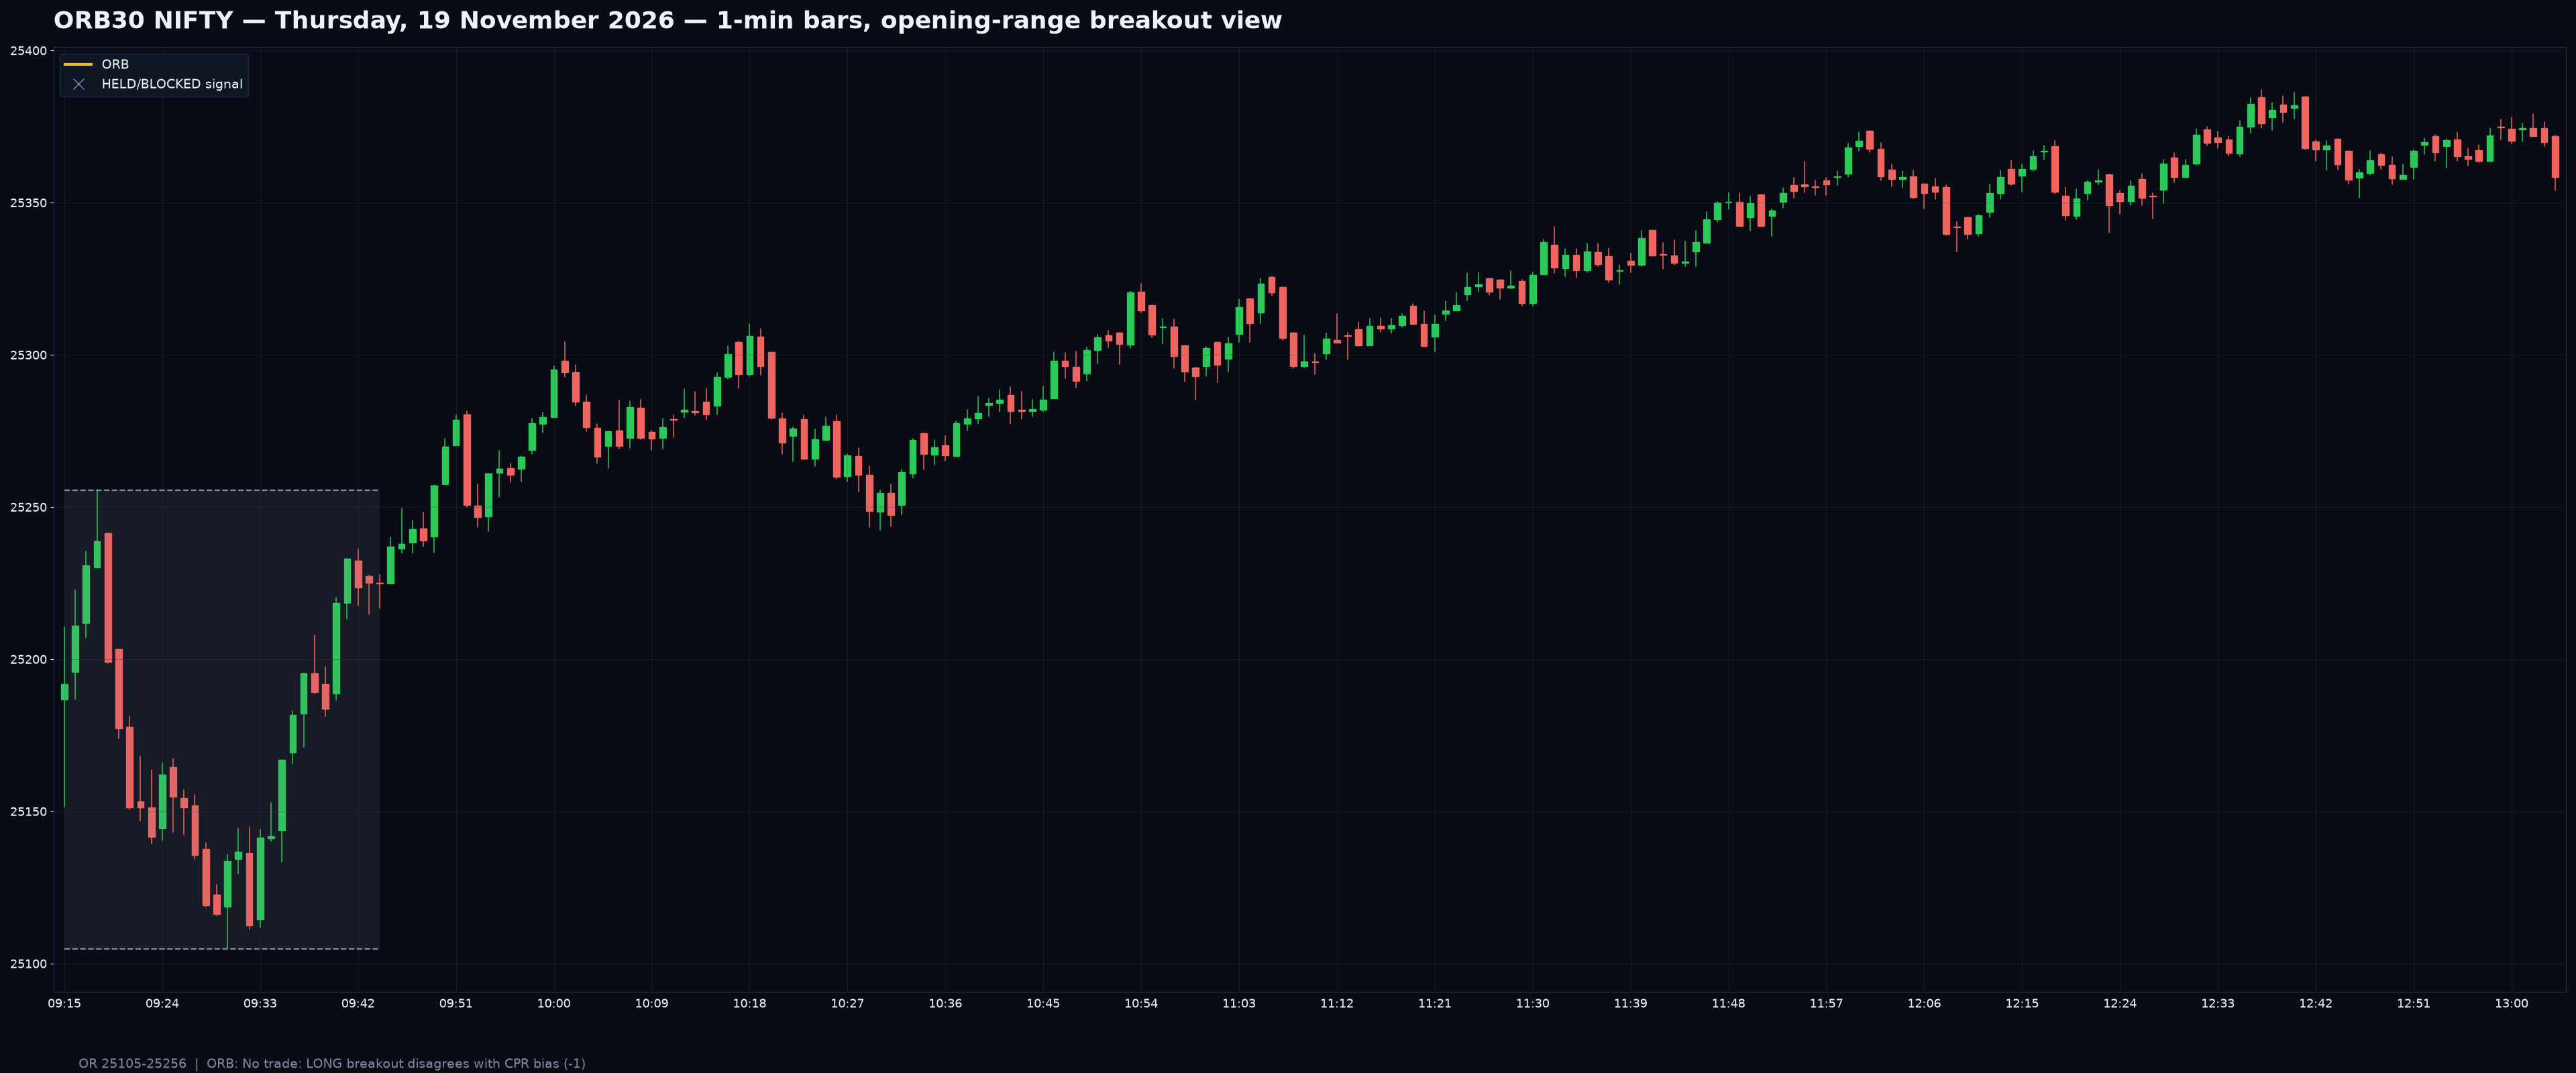 ORB30 NIFTY — Thursday, 19 November 2026 — 1-min bars, opening-range breakout view
25400
ORB
HELD/BLOCKED signal
25350
25300
25250
25200
25150
25100
09:15 09:24 09:33 09:42 09:51 10:00 10:09 10:18 10:27 10:36 10:45 10:54 11:03 11:12 11:21 11:30 11:39 11:48 11:57 12:06 12:15 12:24 12:33 12:42 12:51 13:00
OR 25105-25256 | ORB: No trade: LONG breakout disagrees with CPR bias (-1)